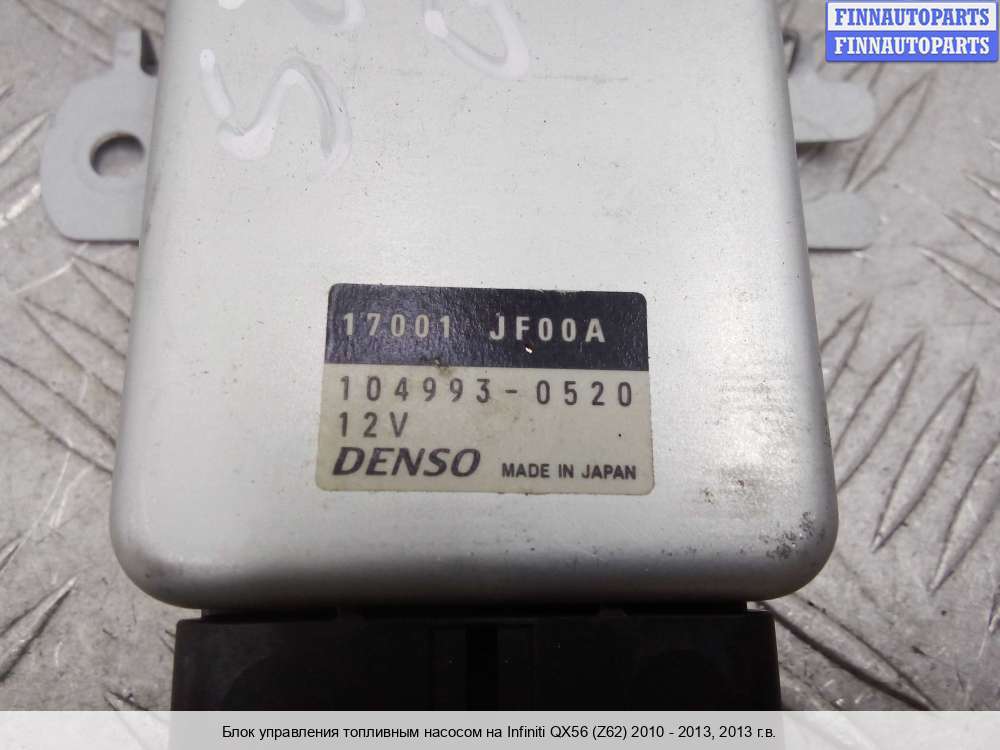 FINNAUTOPARTS
FINNAUTOPARTS
17001 JF00A
104993-0520
12V
DENSO MADE IN JAPAN
Блок управления топливным насосом на Infiniti QX56 (Z62) 2010 - 2013, 2013 г.в.